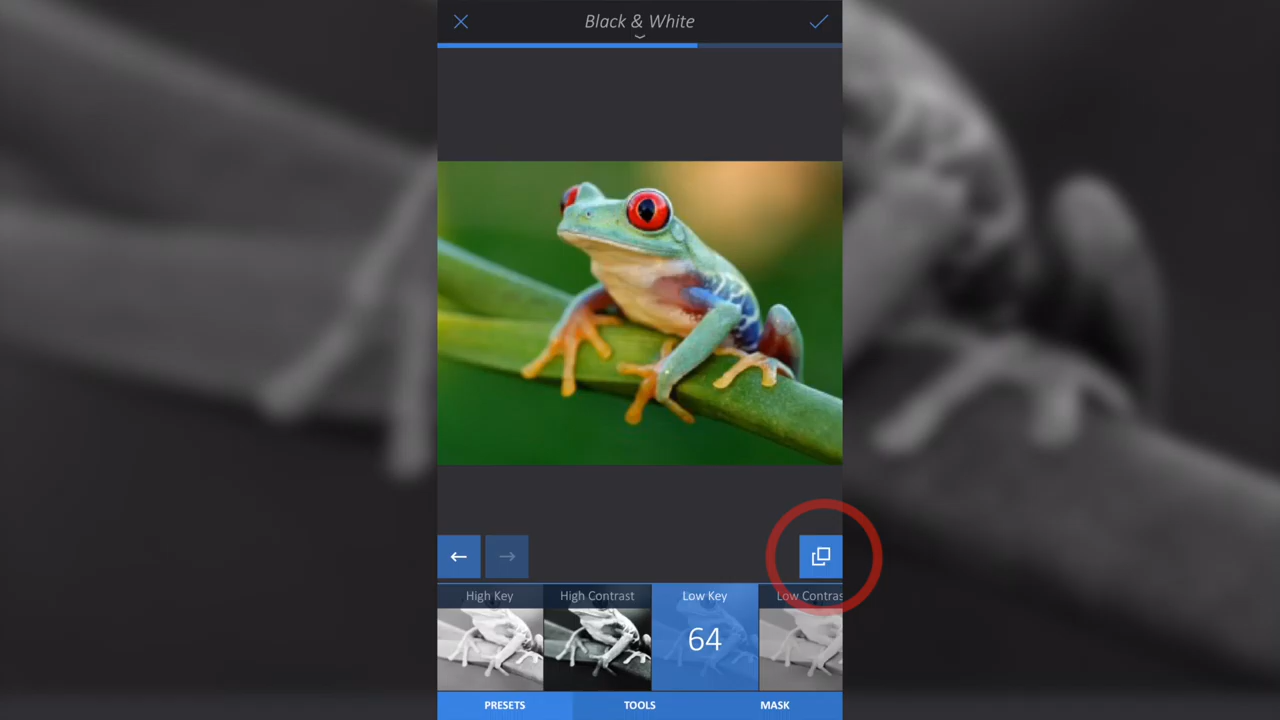 Black & White
High Key
High Contrast
Low Key
Low Contras
64
PRESETS
TOOLS
MASK